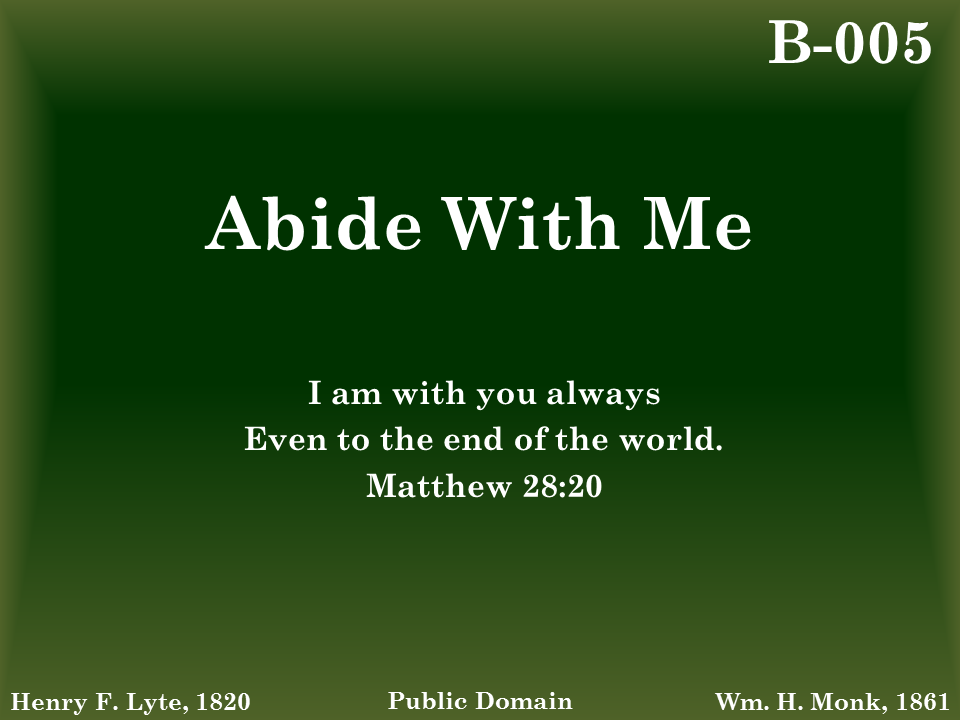 B-005
Abide With Me
I am with you always
Even to the end of the world.
Matthew 28:20
Henry F. Lyte, 1820
Public Domain
Wm. H. Monk, 1861